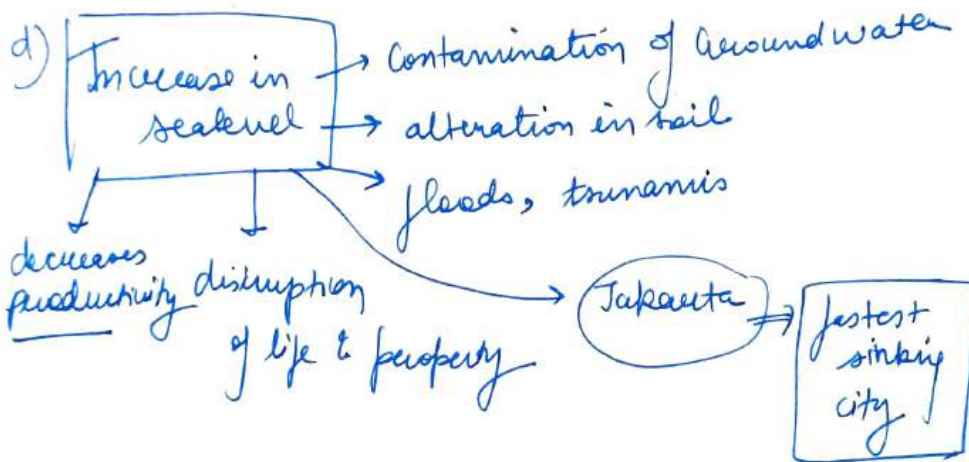 d) Increase in → Contamination of Groundwater
sealevel → alteration in soil
→ floods, tsunamis
decreases
productivity
disruption
of life & property
Jakarta ⇒ fastest
sinking
city